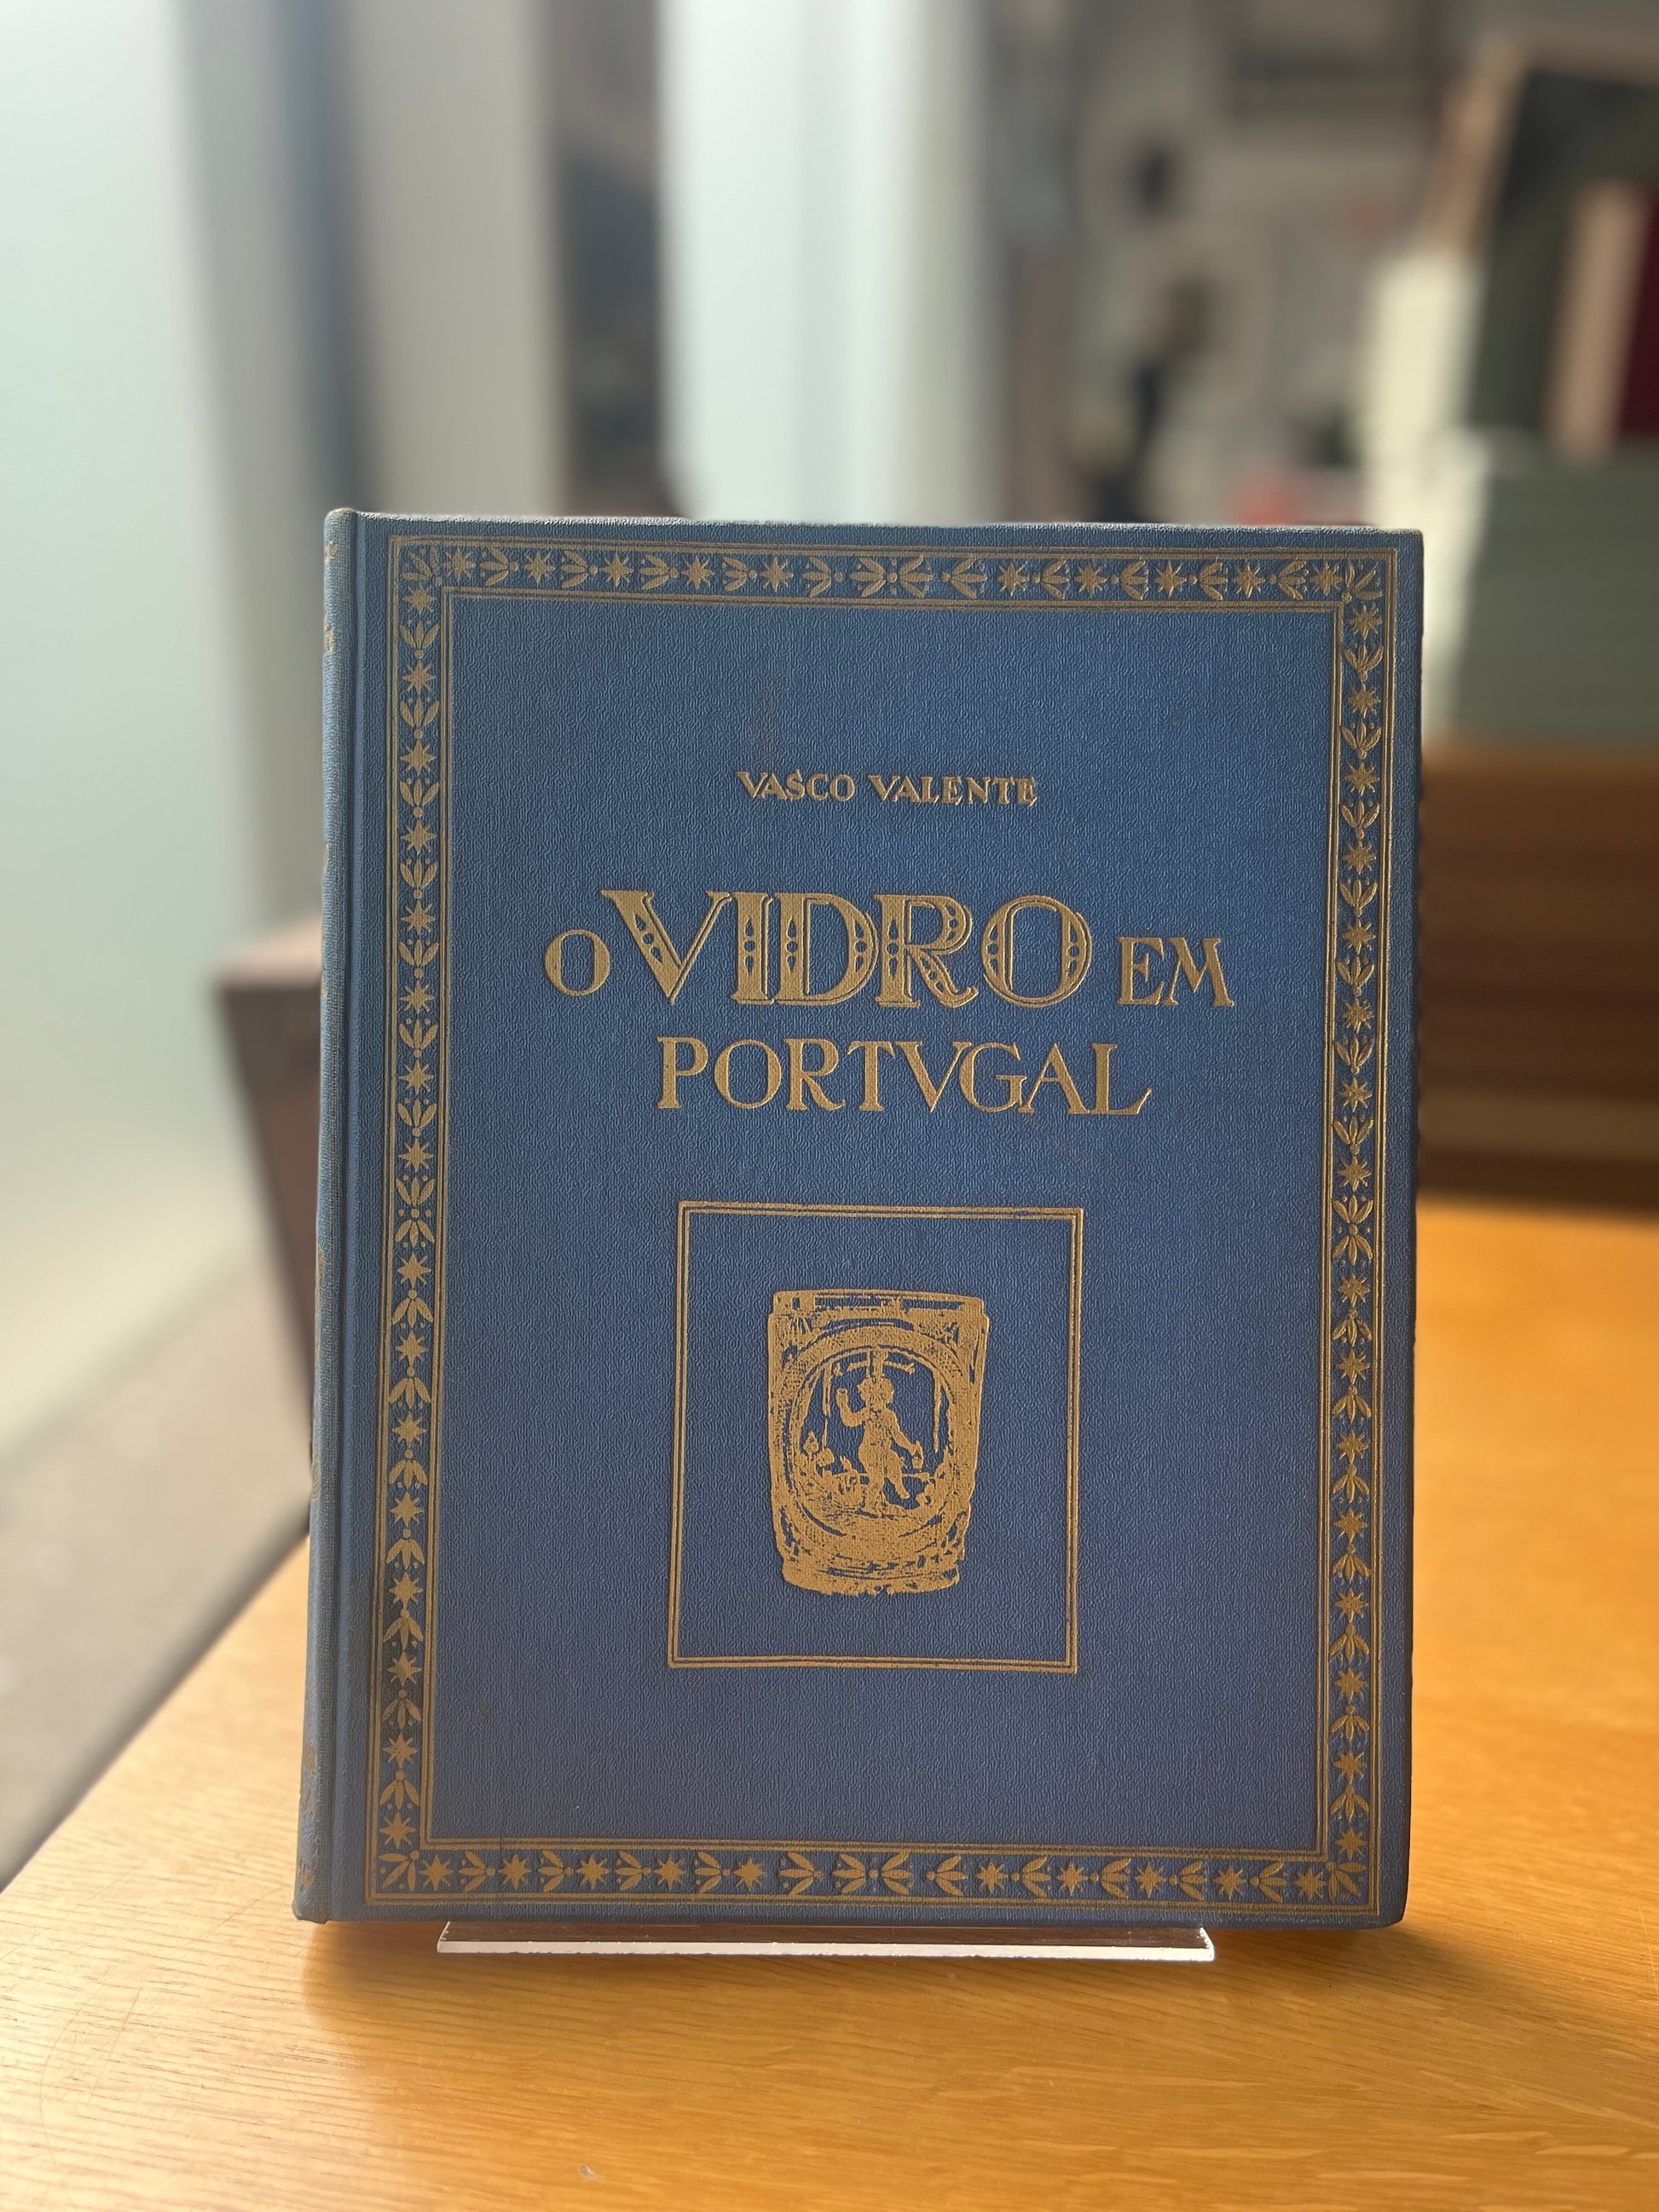 VASCO VALENTE
O VIDRO EM
PORTVGAL